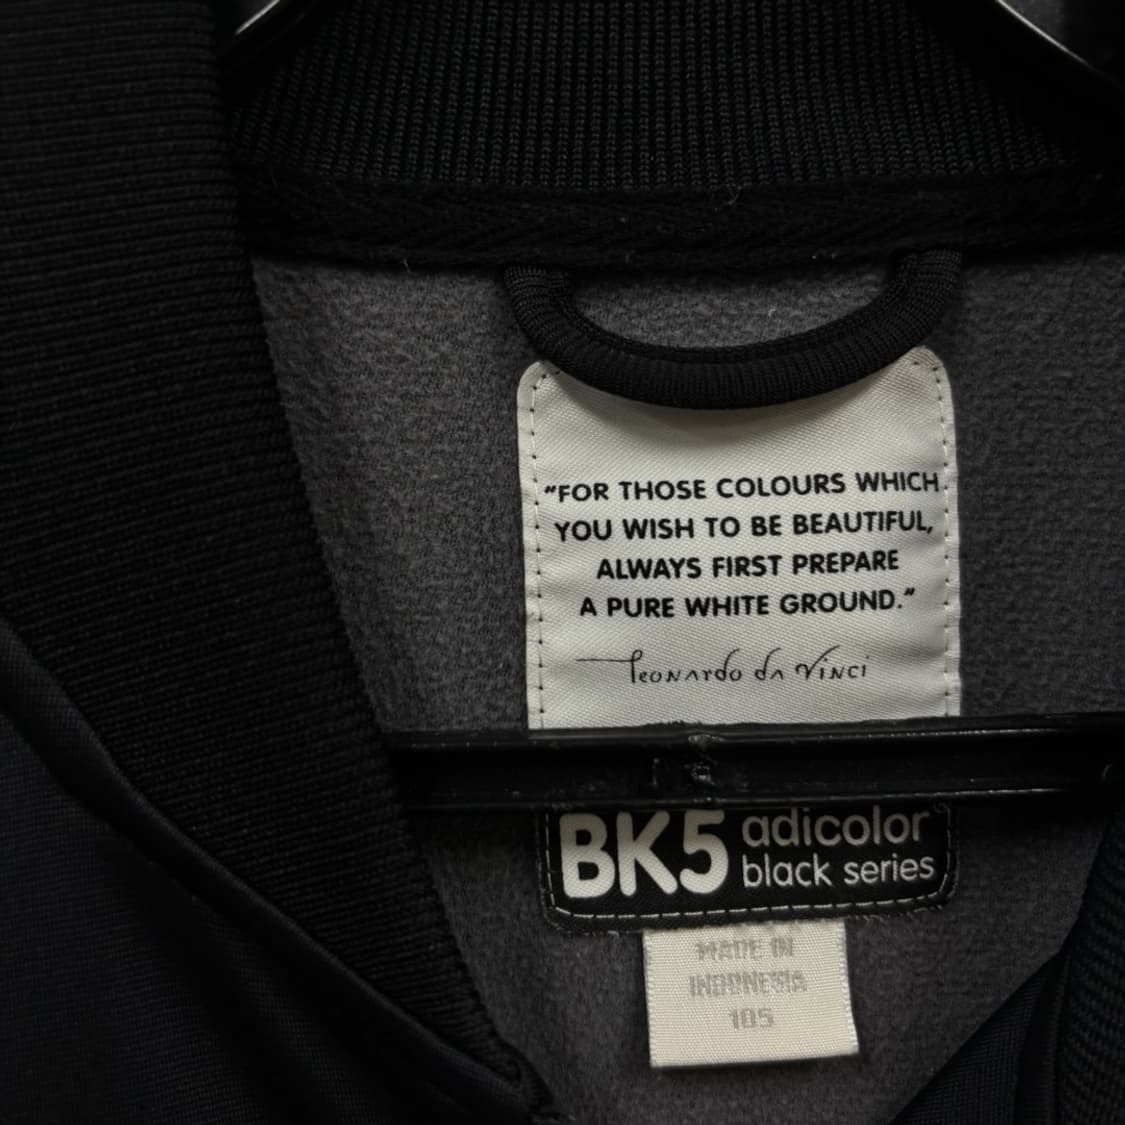 "FOR THOSE COLOURS WHICH
YOU WISH TO BE BEAUTIFUL,
ALWAYS FIRST PREPARE
A PURE WHITE GROUND."
Leonardo da Vinci
BK5 adicolor
black series
MADE IN
INDONESIA
105